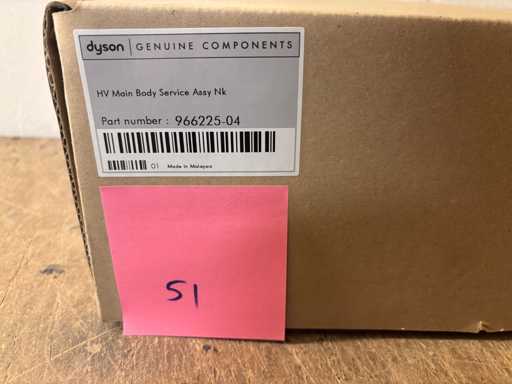 dyson | GENUINE COMPONENTS
HV Main Body Service Assy Nk
Part number : 966225-04
01 Made in Malaysia
51